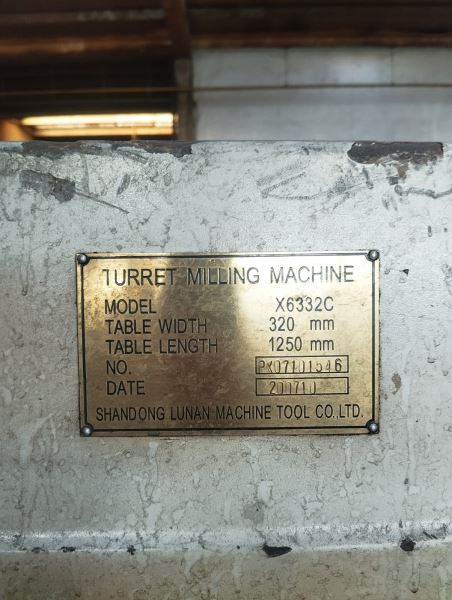 TURRET MILLING MACHINE
MODEL X6332C
TABLE WIDTH 320 mm
TABLE LENGTH 1250 mm
NO. PX07101546
DATE 200710
SHANDONG LUNAN MACHINE TOOL CO.,LTD.